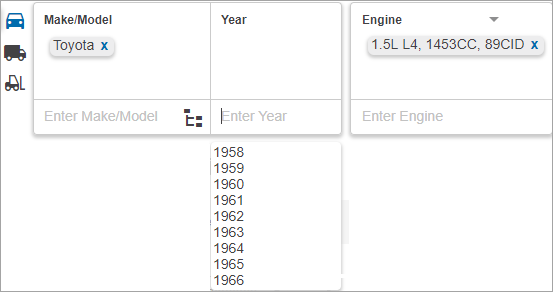 Make/Model
Year
Engine
Toyota x
1.5L L4, 1453CC, 89CID x
Enter Make/Model
Enter Year
Enter Engine
1958
1959
1960
1961
1962
1963
1964
1965
1966